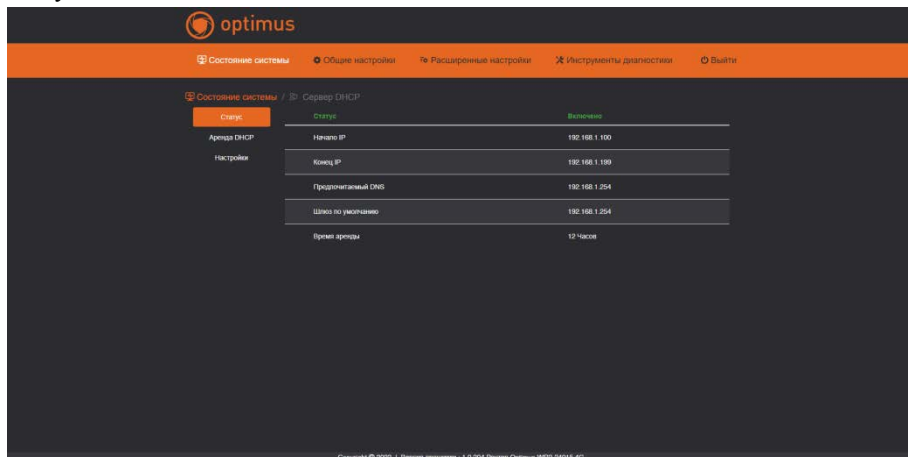 optimus
Состояние системы Общие настройки Расширенные настройки Инструменты диагностики Выйти
Состояние системы / Сервер DHCP
Статус Статус Включено
Аренда DHCP Начало IP 192.168.1.100
Настройки Конец IP 192.168.1.199
Предпочитаемый DNS 192.168.1.254
Шлюз по умолчанию 192.168.1.254
Время аренды 12 Часов